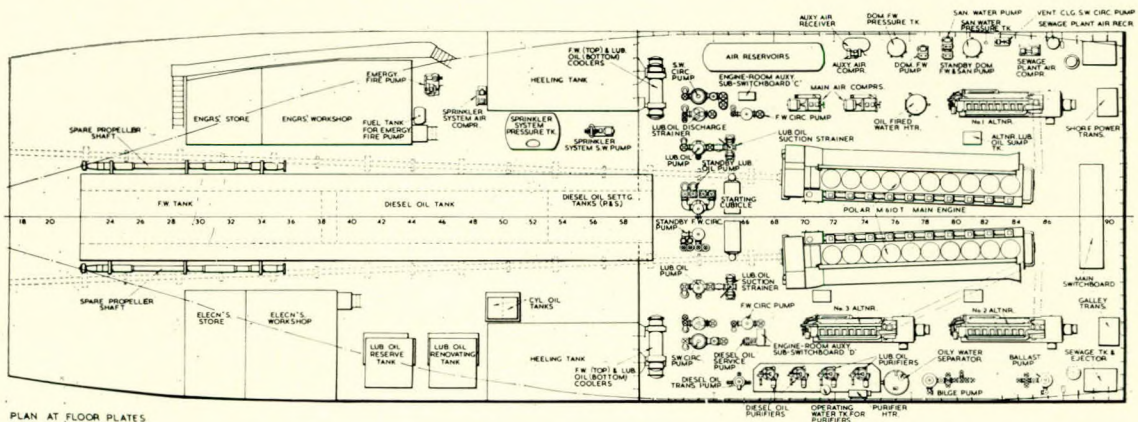 AUXY AIR
RECEIVER
DOM. FW
PRESSURE TK.
SAN. WATER PUMP
SAN. WATER
PRESSURE TK.
VENT. CLG S.W. CIRC. PUMP
SEWAGE PLANT AIR RECR.
F.W. (TOP) & LUB.
OIL (BOTTOM)
COOLERS
AIR RESERVOIRS
EMERGY
FIRE PUMP
HEELING TANK
S.W.
CIRC
PUMP
ENGINE-ROOM AUXY
SUB-SWITCHBOARD 'C'
AUXY AIR
COMPR.
DOM. FW
PUMP
STANDBY DOM.
FW & SAN. PUMP
SEWAGE
PLANT AIR
COMPR.
MAIN AIR COMPRS.
ENGRS' STORE
ENGRS' WORKSHOP
FUEL TANK
FOR EMERGY
FIRE PUMP
SPRINKLER
SYSTEM AIR
COMPR.
SPRINKLER
SYSTEM
PRESSURE TK.
SPRINKLER
SYSTEM S.W. PUMP
FW CIRC PUMP
OIL FIRED
WATER HTR.
No. 1 ALTNR.
SHORE POWER
TRANS.
SPARE PROPELLER
SHAFT
LUB. OIL DISCHARGE
STRAINER
LUB. OIL
SUCTION STRAINER
ALTNR. LUB.
OIL SUMP
TK.
LUB. OIL
PUMP
STANDBY LUB.
OIL PUMP
F.W. TANK
DIESEL OIL TANK
DIESEL OIL SETTG.
TANKS (P & S)
STARTING
CUBICLE
POLAR M 610 T MAIN ENGINE
18 20 24 26 28 30 32 34 36 38 40 42 44 46 48 50 52 54 56 58 62 64 66 68 70 72 74 76 78 80 82 84 86 90
STANDBY F.W. CIRC
PUMP
LUB. OIL
PUMP
LUB. OIL
SUCTION
STRAINER
MAIN
SWITCHBOARD
SPARE PROPELLER
SHAFT
CYL. OIL
TANKS
FW CIRC PUMP
No. 3 ALTNR.
No. 2 ALTNR.
GALLEY
TRANS.
ELECN'S.
STORE
ELECN'S.
WORKSHOP
LUB OIL
RESERVE
TANK
LUB OIL
RENOVATING
TANK
HEELING TANK
F.W. (TOP) & LUB.
OIL (BOTTOM)
COOLERS
S.W. CIRC.
PUMP
DIESEL OIL
SERVICE
PUMP
ENGINE-ROOM AUXY
SUB-SWITCHBOARD 'D'
LUB. OIL
PURIFIERS
OILY WATER
SEPARATOR
BALLAST
PUMP
SEWAGE TK &
EJECTOR
DIESEL OIL
TRANS. PUMP
BILGE PUMP
DIESEL OIL
PURIFIERS
OPERATING
WATER TK. FOR
PURIFIERS
PURIFIER
HTR.
PLAN AT FLOOR PLATES